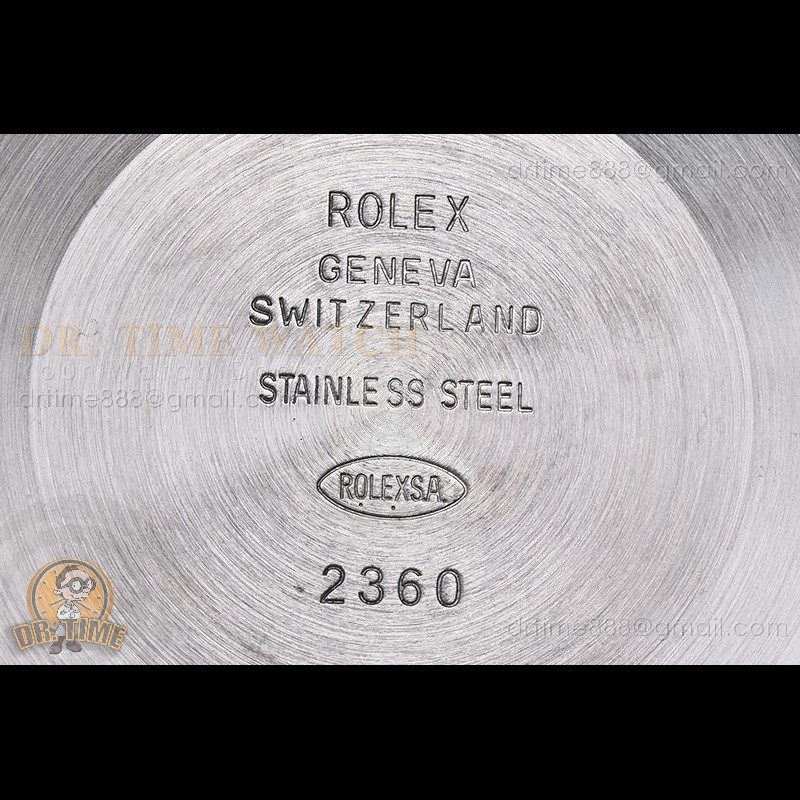 drtime888@gmail.com
ROLEX
GENEVA
SWITZERLAND
DR. TIME WATCH
STAINLESS STEEL
drtime888@gmail.com
ROLEX.S.A.
2360
DR. TIME
drtime888@gmail.com